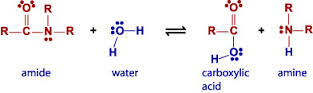 O R O
R—C—N—R + O—H ⇌ R—C + R—N—R
H O H
H
amide water carboxylic amine
acid